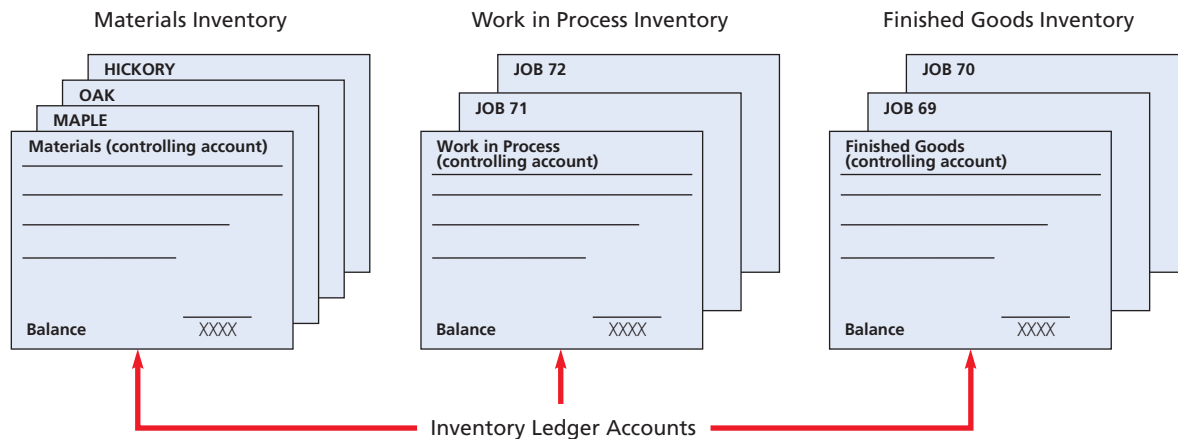 Materials Inventory
HICKORY
OAK
MAPLE
Materials (controlling account)
Balance
XXXX
Work in Process Inventory
JOB 72
JOB 71
Work in Process
(controlling account)
Balance
XXXX
Finished Goods Inventory
JOB 70
JOB 69
Finished Goods
(controlling account)
Balance
XXXX
Inventory Ledger Accounts